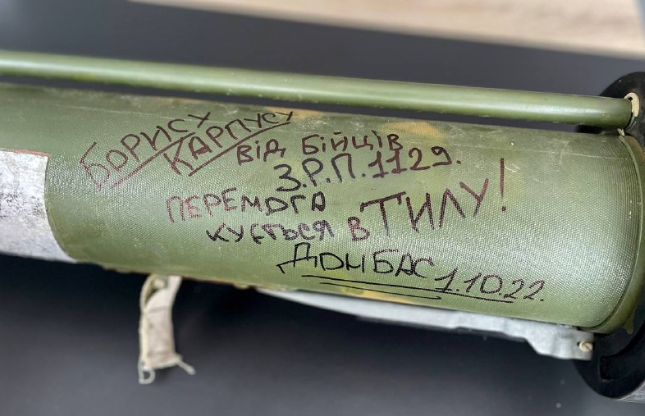 БОРИСУ
КАРПУСУ
ВІД БІЙЦІВ
З.Р.П. 1129.
ПЕРЕМОГА
КУЄТЬСЯ В ТИЛУ!
ДОНБАС 1.10.22.